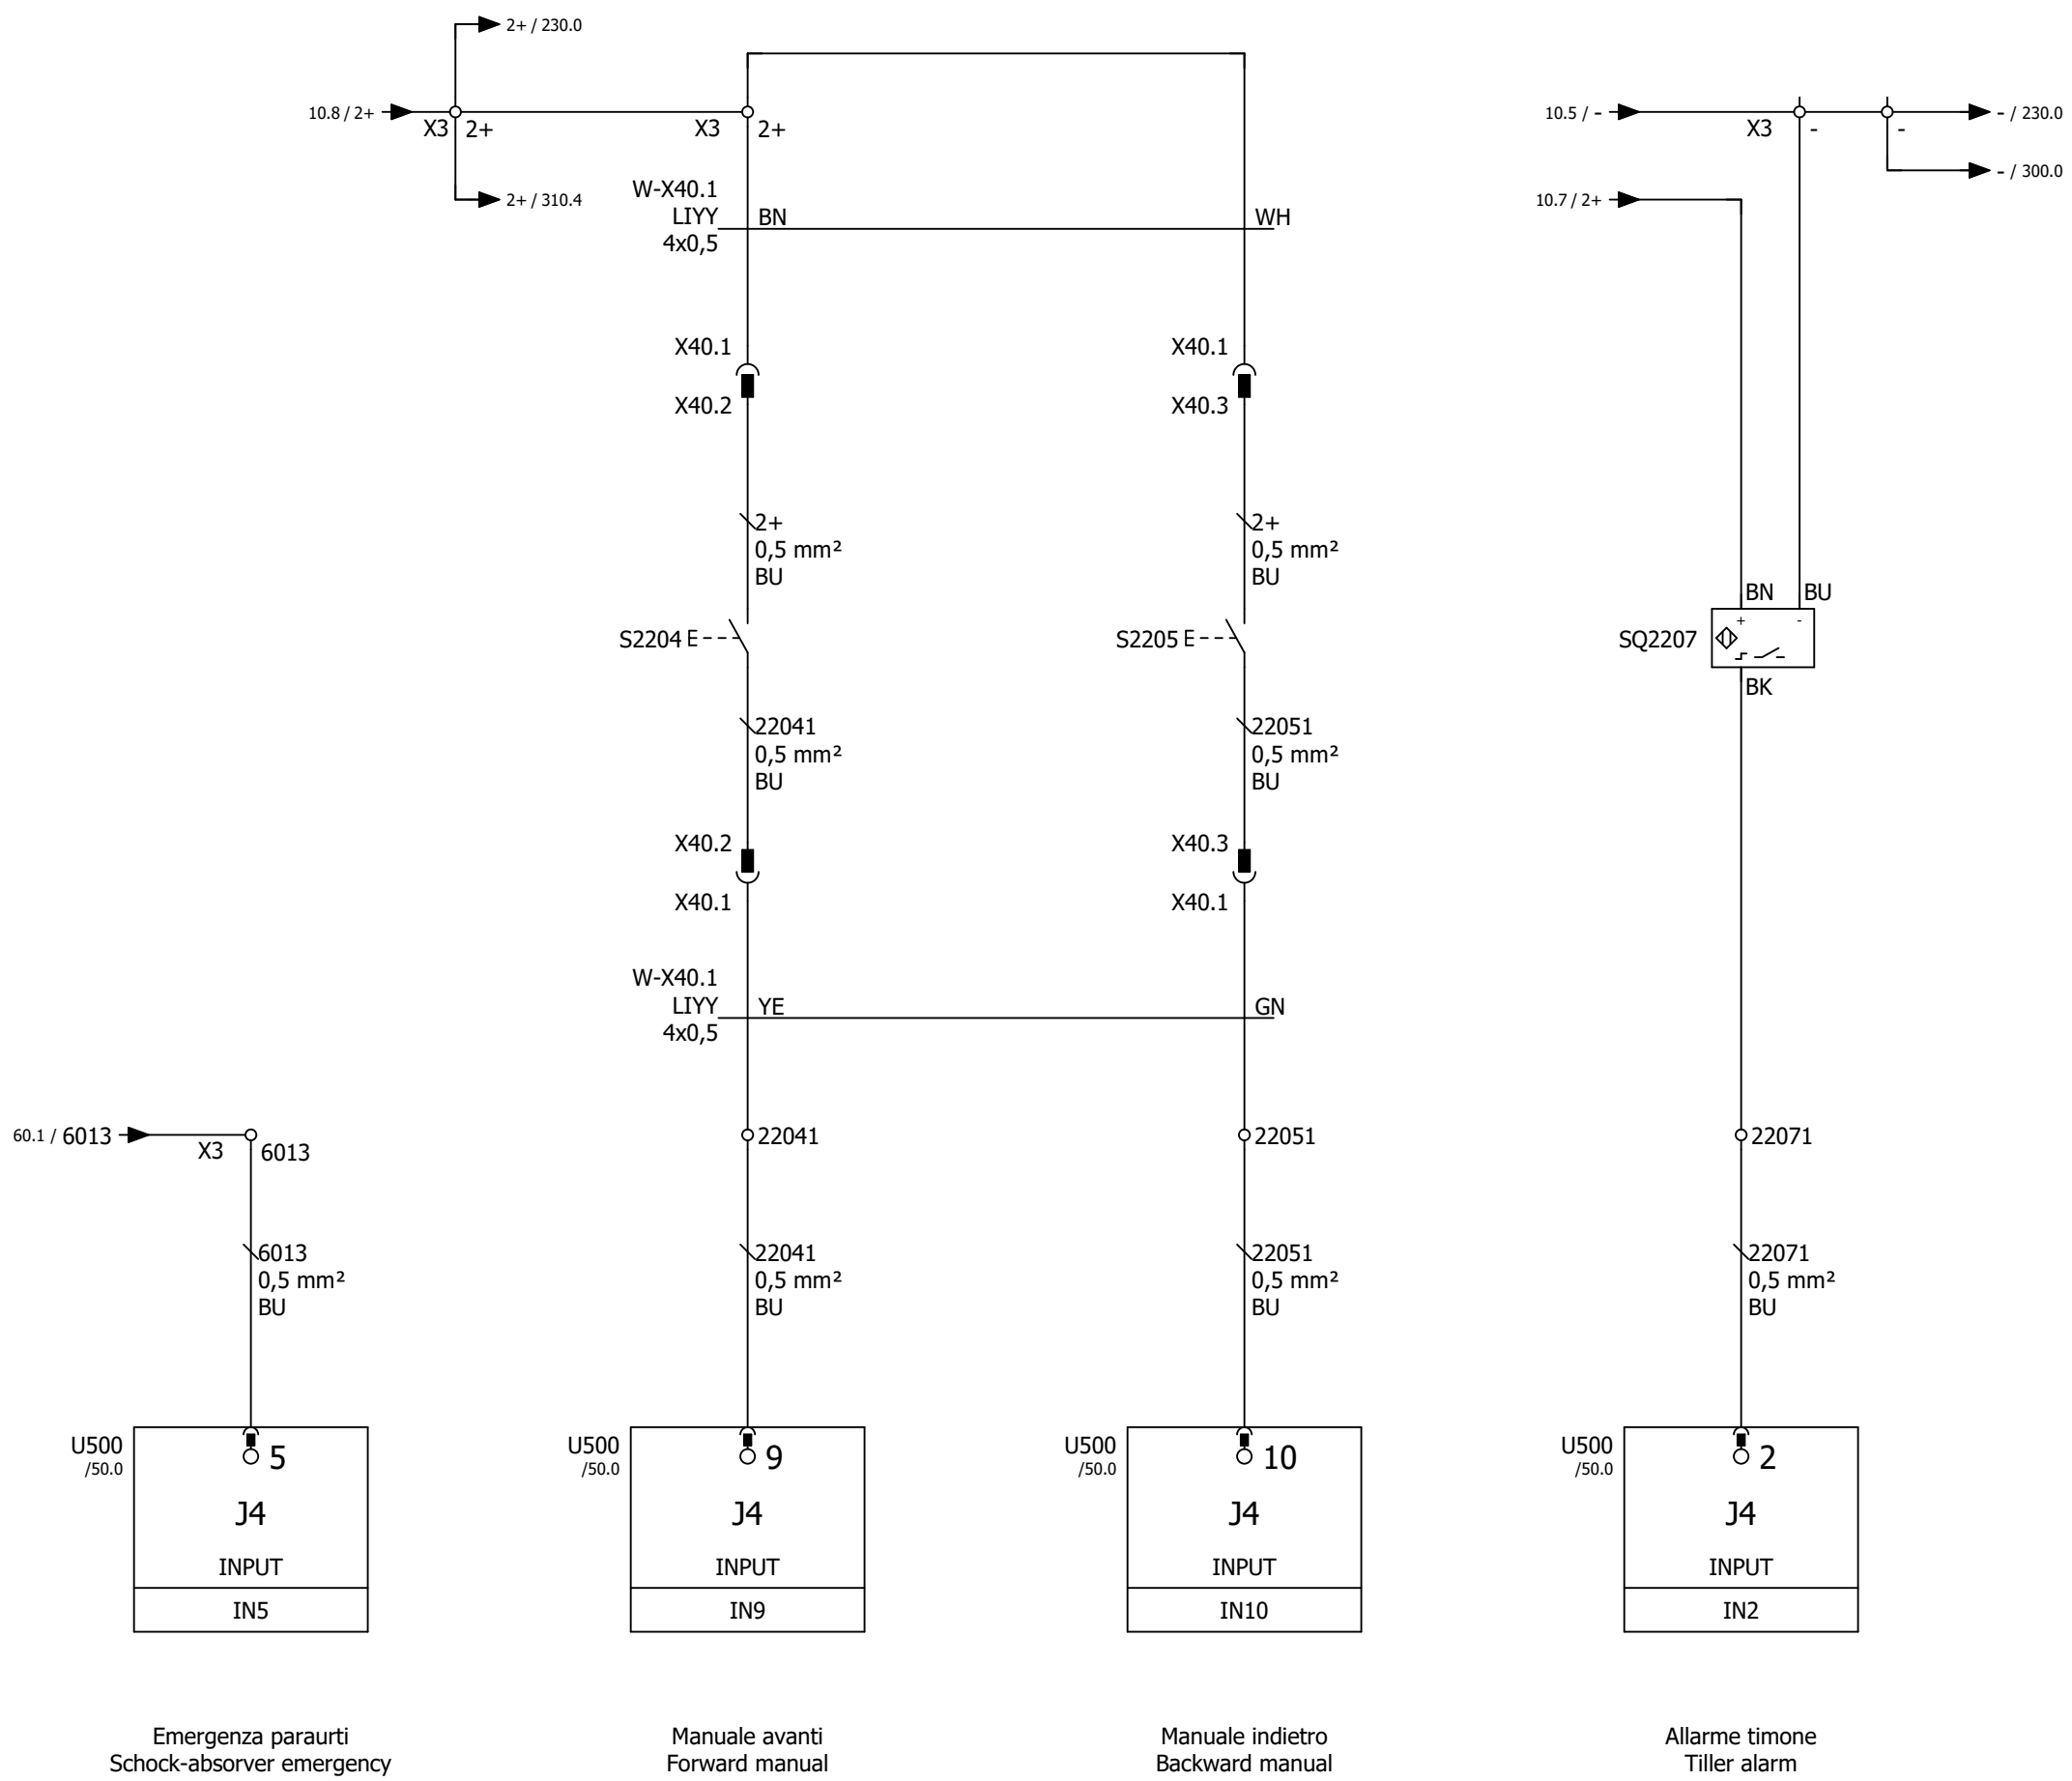 2+ / 230.0
10.8 / 2+
X3
2+
X3
2+
10.5 / -
X3
-
-
- / 230.0
- / 300.0
2+ / 310.4
10.7 / 2+
W-X40.1
LIYY
4x0,5
BN
WH
X40.1
X40.2
X40.1
X40.3
2+
0,5 mm²
BU
2+
0,5 mm²
BU
BN
BU
S2204
E
S2205
E
SQ2207
+
-
BK
22041
0,5 mm²
BU
22051
0,5 mm²
BU
X40.2
X40.1
X40.3
X40.1
W-X40.1
LIYY
4x0,5
YE
GN
60.1 / 6013
X3
6013
22041
22051
22071
6013
0,5 mm²
BU
22041
0,5 mm²
BU
22051
0,5 mm²
BU
22071
0,5 mm²
BU
U500
/50.0
5
J4
INPUT
IN5
U500
/50.0
9
J4
INPUT
IN9
U500
/50.0
10
J4
INPUT
IN10
U500
/50.0
2
J4
INPUT
IN2
Emergenza paraurti
Schock-absorver emergency
Manuale avanti
Forward manual
Manuale indietro
Backward manual
Allarme timone
Tiller alarm